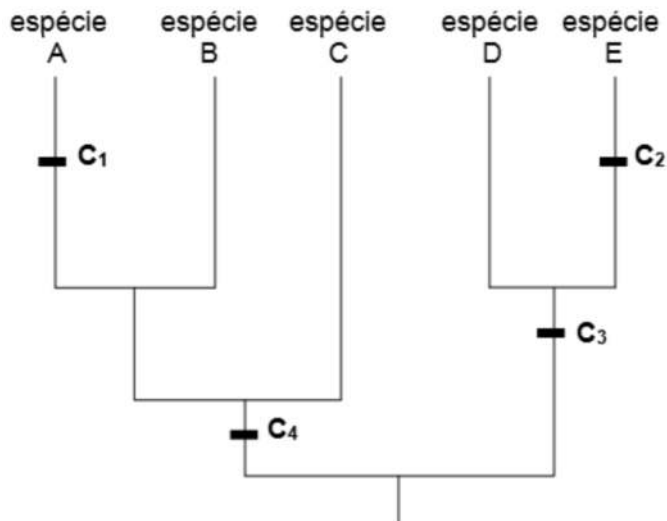 espécie espécie espécie espécie espécie
A B C D E
C₁ C₂
C₃
C₄